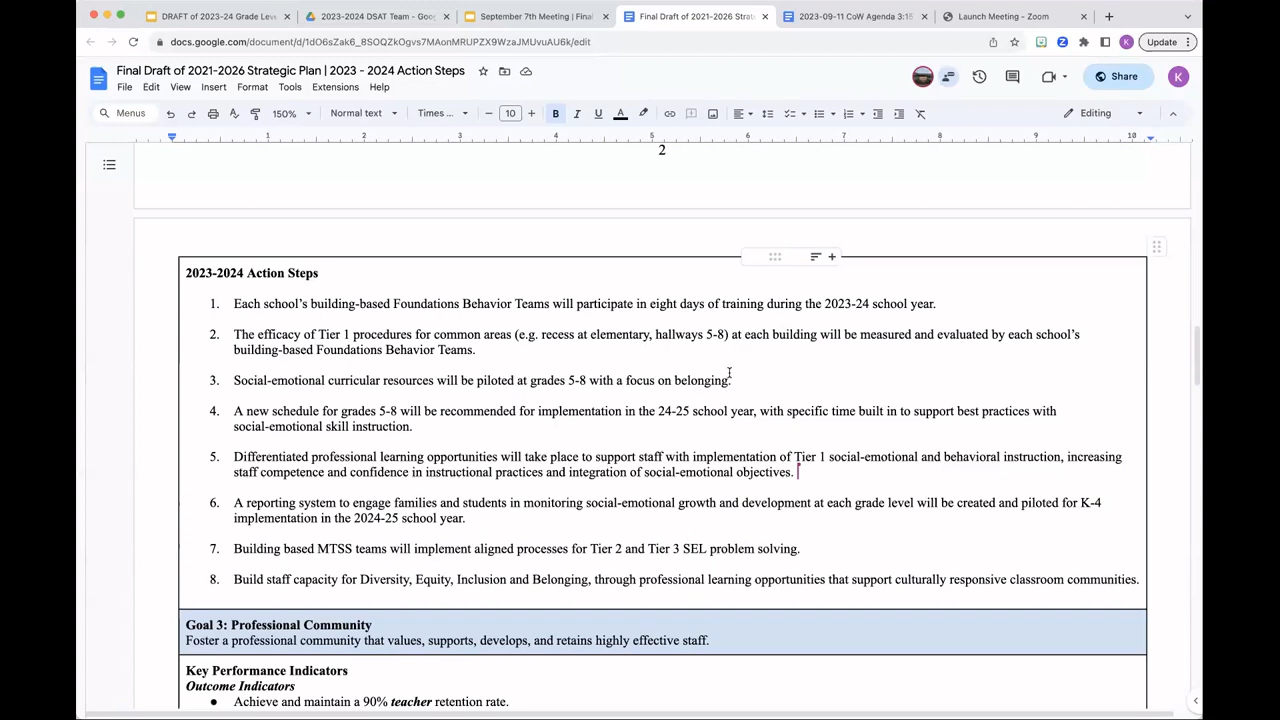 DRAFT of 2023-24 Grade Leve
2023-2024 DSAT Team - Goog
September 7th Meeting | Final
Final Draft of 2021-2026 Strate
2023-09-11 CoW Agenda 3:15
Launch Meeting - Zoom
docs.google.com/document/d/1dO6sZak6_8SOQZkOgvs7MAonMRUPZX9WzaJMUvuAU6k/edit
K
Update
Final Draft of 2021-2026 Strategic Plan | 2023 - 2024 Action Steps
File Edit View Insert Format Tools Extensions Help
Share
K
Menus
150%
Normal text
Times ...
10
B I U A
Editing
1 2 3 4 5 6 7 8 9 10
2
2023-2024 Action Steps
1. Each school's building-based Foundations Behavior Teams will participate in eight days of training during the 2023-24 school year.
2. The efficacy of Tier 1 procedures for common areas (e.g. recess at elementary, hallways 5-8) at each building will be measured and evaluated by each school's
building-based Foundations Behavior Teams.
3. Social-emotional curricular resources will be piloted at grades 5-8 with a focus on belonging.
4. A new schedule for grades 5-8 will be recommended for implementation in the 24-25 school year, with specific time built in to support best practices with
social-emotional skill instruction.
5. Differentiated professional learning opportunities will take place to support staff with implementation of Tier 1 social-emotional and behavioral instruction, increasing
staff competence and confidence in instructional practices and integration of social-emotional objectives.
6. A reporting system to engage families and students in monitoring social-emotional growth and development at each grade level will be created and piloted for K-4
implementation in the 2024-25 school year.
7. Building based MTSS teams will implement aligned processes for Tier 2 and Tier 3 SEL problem solving.
8. Build staff capacity for Diversity, Equity, Inclusion and Belonging, through professional learning opportunities that support culturally responsive classroom communities.
Goal 3: Professional Community
Foster a professional community that values, supports, develops, and retains highly effective staff.
Key Performance Indicators
Outcome Indicators
● Achieve and maintain a 90% teacher retention rate.